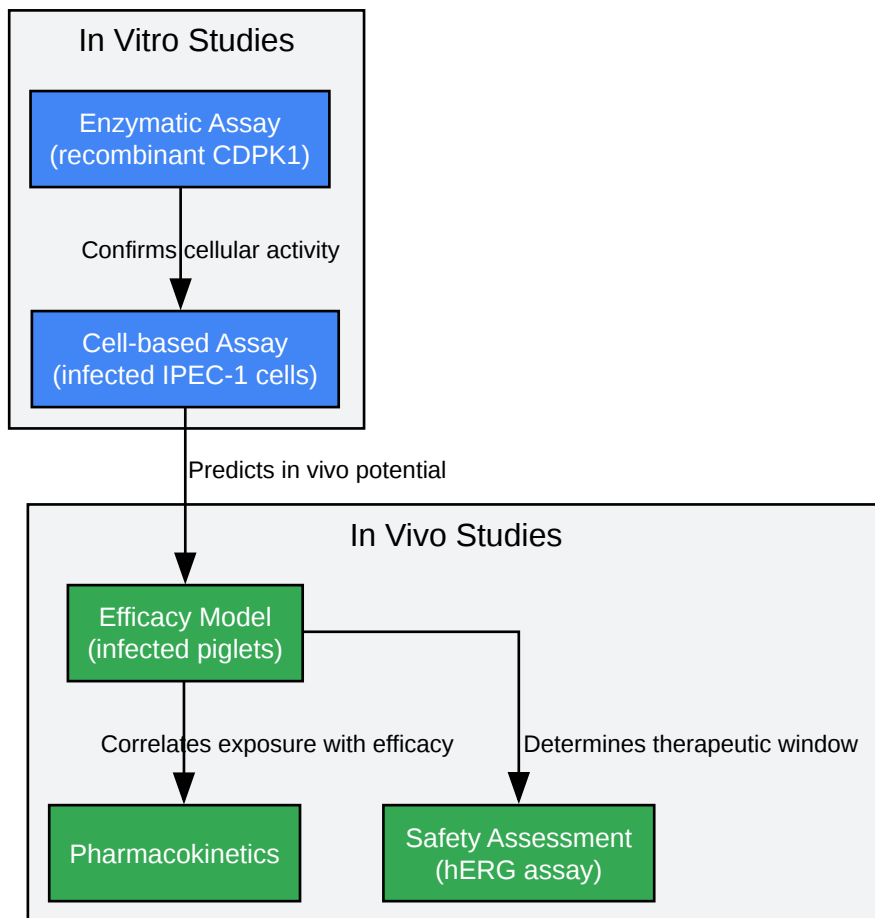 In Vitro Studies
Enzymatic Assay
(recombinant CDPK1)
Confirms cellular activity
Cell-based Assay
(infected IPEC-1 cells)
Predicts in vivo potential
In Vivo Studies
Efficacy Model
(infected piglets)
Correlates exposure with efficacy
Determines therapeutic window
Pharmacokinetics
Safety Assessment
(hERG assay)